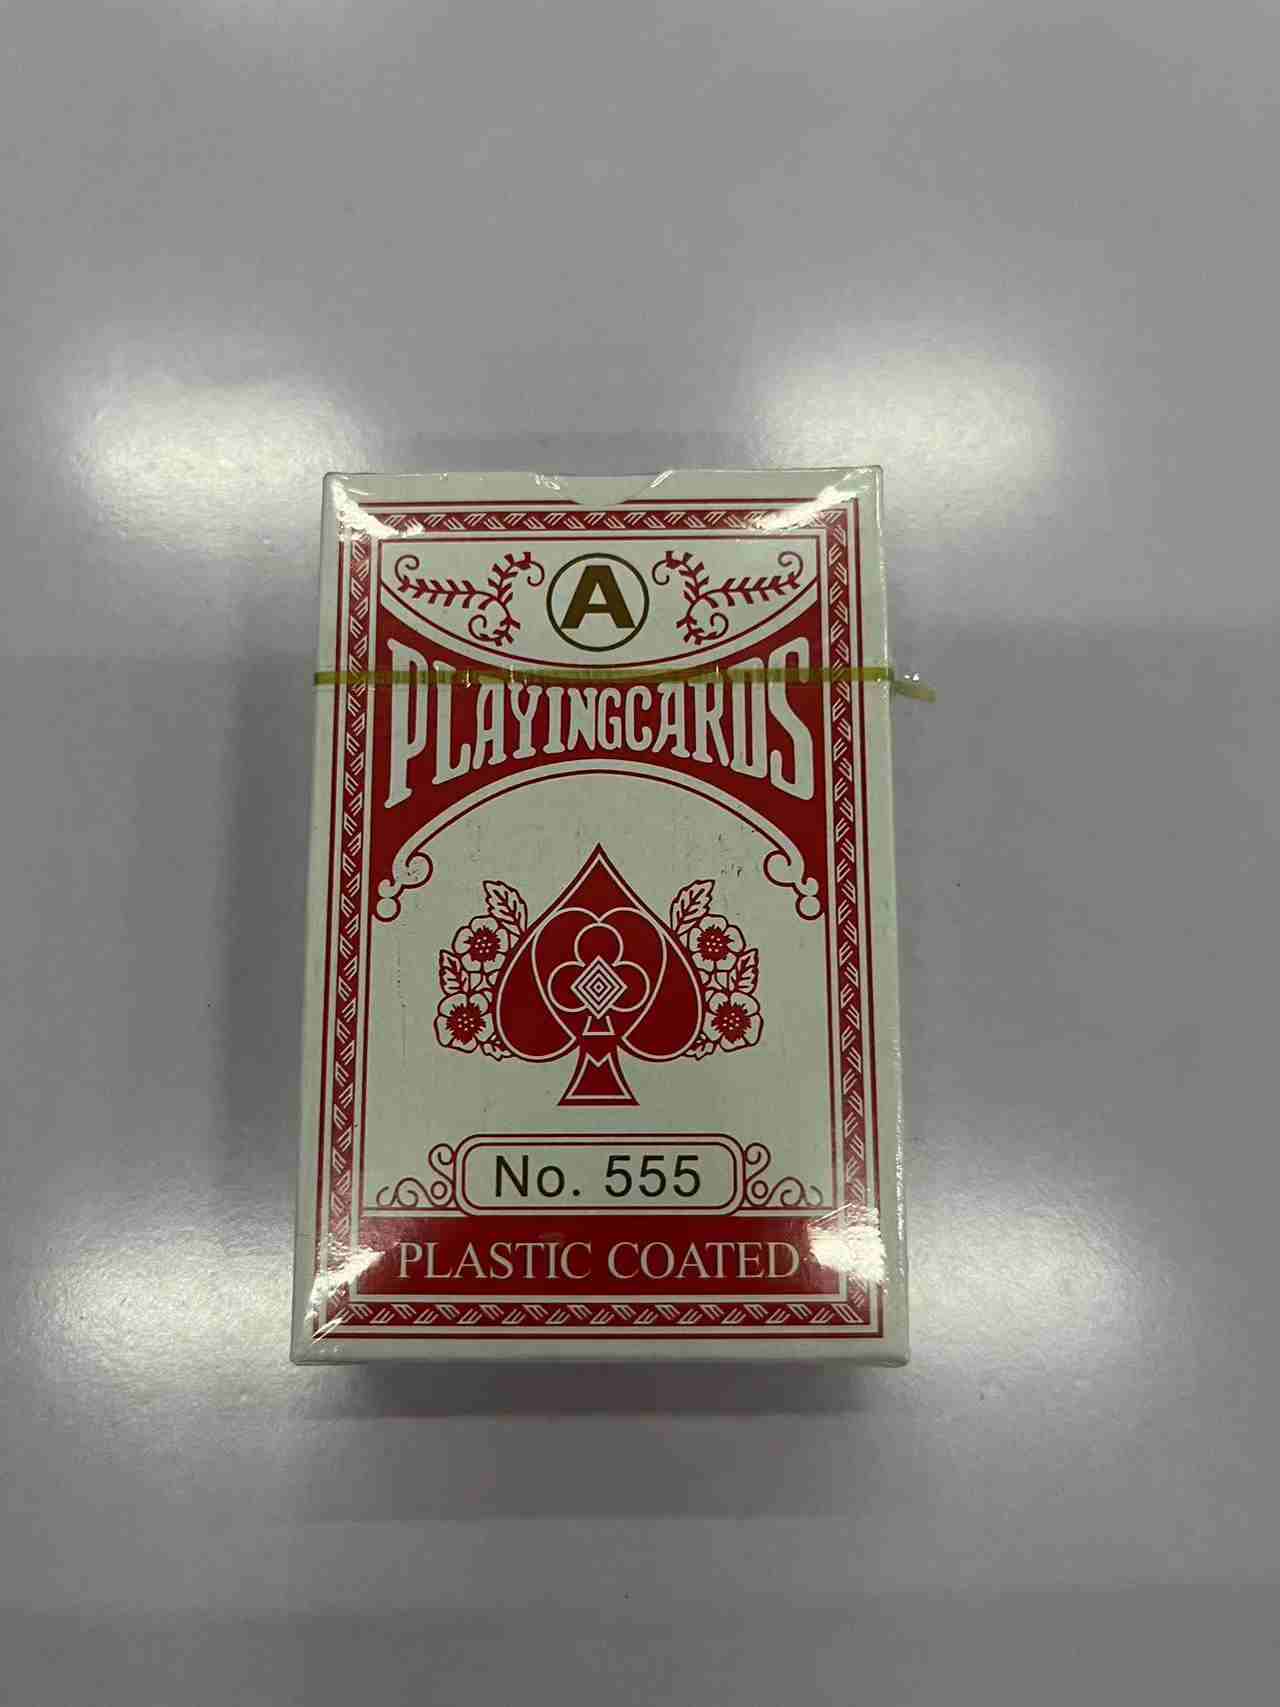 A
PLAYINGCARDS
No. 555
PLASTIC COATED